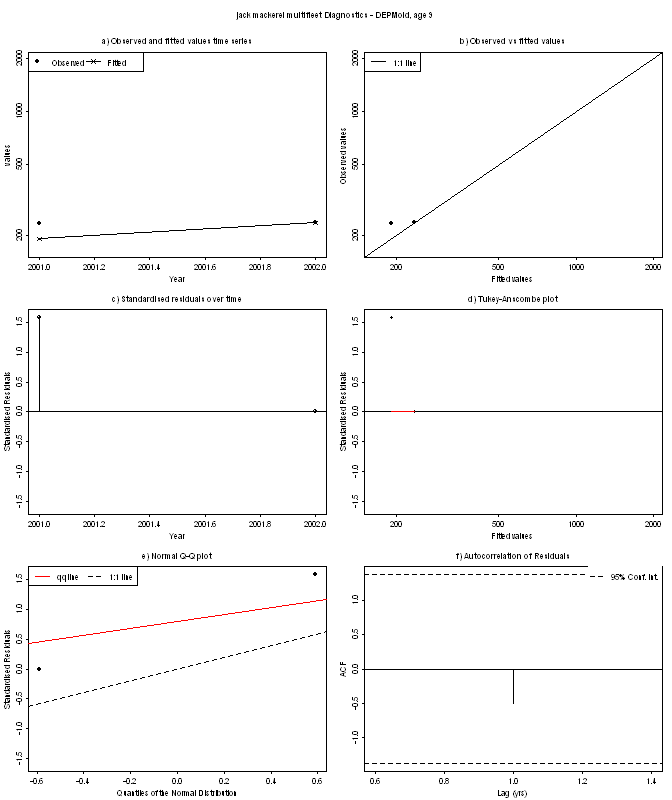 jack mackerel multifleet Diagnostics - DEPMold, age 9
a) Observed and fitted values time series
Observed Fitted
values
200 500 1000 2000
2001.0 2001.2 2001.4 2001.6 2001.8 2002.0
Year
b) Observed vs fitted values
1:1 line
Observed values
200 500 1000 2000
200 500 1000 2000
Fitted values
c) Standardised residuals over time
Standardised Residuals
-1.5 -1.0 -0.5 0.0 0.5 1.0 1.5
2001.0 2001.2 2001.4 2001.6 2001.8 2002.0
Year
d) Tukey-Anscombe plot
Standardised Residuals
-1.5 -1.0 -0.5 0.0 0.5 1.0 1.5
200 500 1000 2000
Fitted values
e) Normal Q-Q plot
qq line 1:1 line
Standardised Residuals
-1.5 -1.0 -0.5 0.0 0.5 1.0 1.5
-0.6 -0.4 -0.2 0.0 0.2 0.4 0.6
Quantiles of the Normal Distribution
f) Autocorrelation of Residuals
95% Conf. Int.
ACF
-1.0 -0.5 0.0 0.5 1.0
0.6 0.8 1.0 1.2 1.4
Lag (yrs)